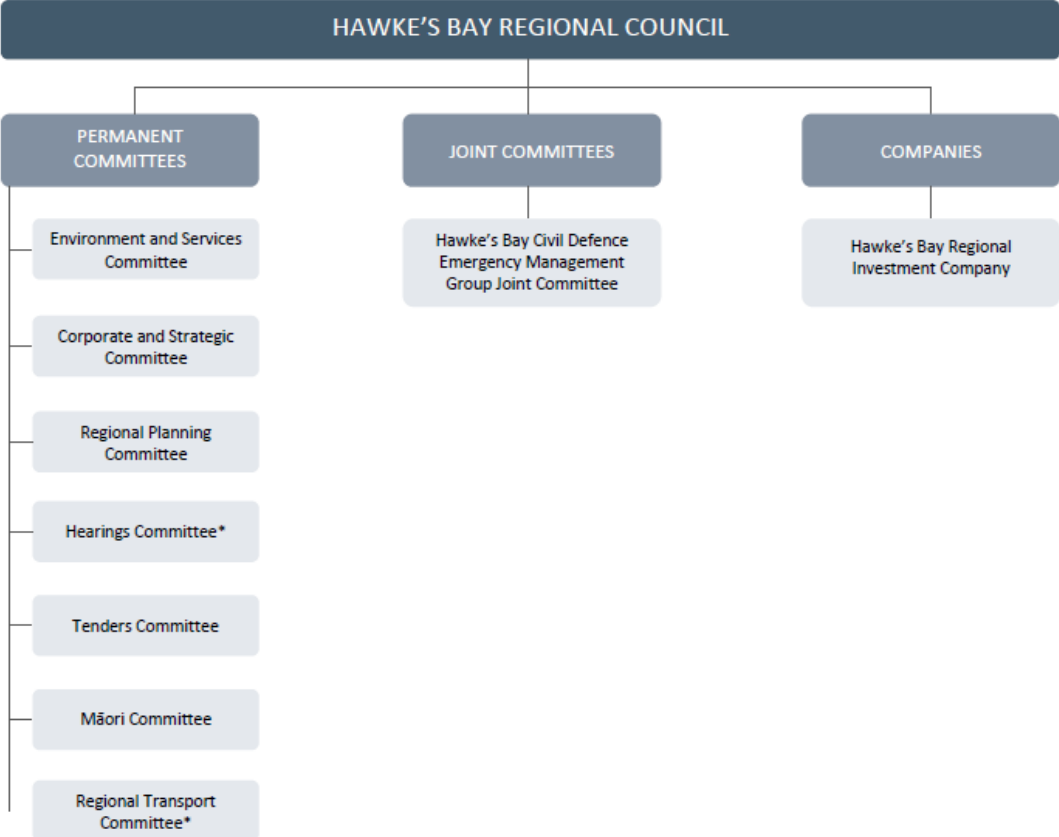 HAWKE’S BAY REGIONAL COUNCIL
PERMANENT
COMMITTEES
Environment and Services
Committee
Corporate and Strategic
Committee
Regional Planning
Committee
Hearings Committee*
Tenders Committee
Māori Committee
Regional Transport
Committee*
JOINT COMMITTEES
Hawke’s Bay Civil Defence
Emergency Management
Group Joint Committee
COMPANIES
Hawke’s Bay Regional
Investment Company